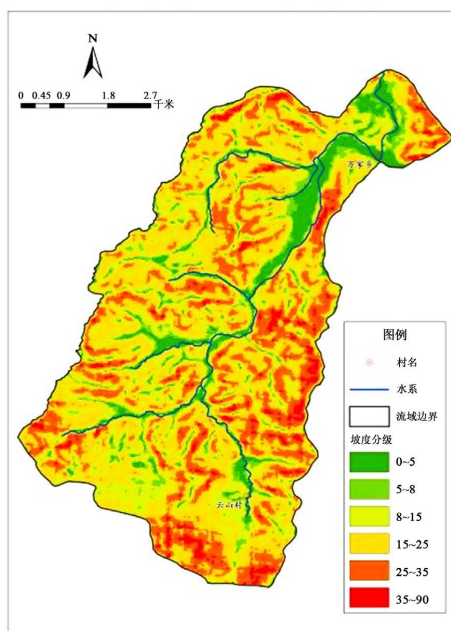 N
0 0.45 0.9 1.8 2.7
千米
万家乡
云山村
图例
村名
水系
流域边界
坡度分级
0~5
5~8
8~15
15~25
25~35
35~90